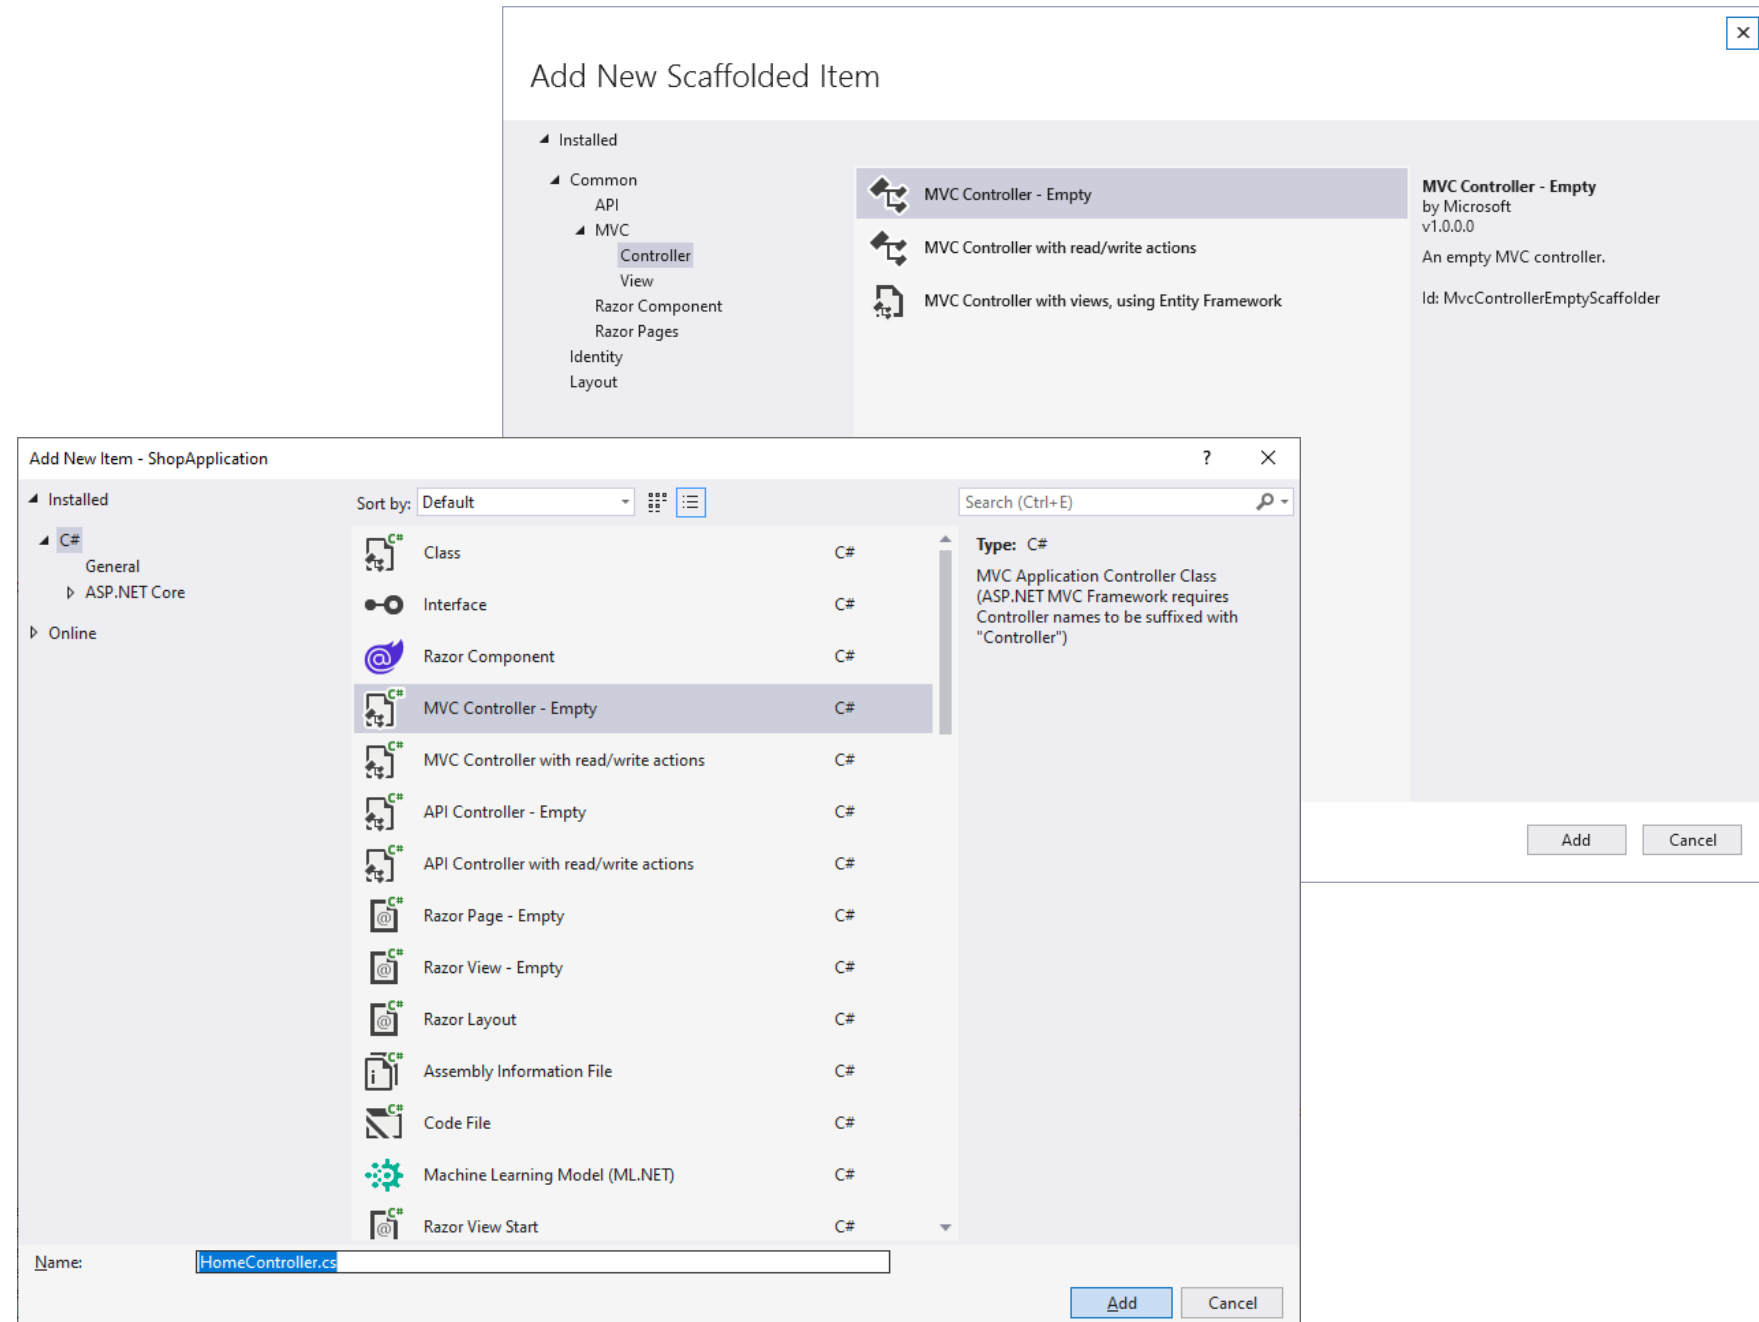 Add New Scaffolded Item
Installed
Common
API
MVC
Controller
View
Razor Component
Razor Pages
Identity
Layout
MVC Controller - Empty
MVC Controller with read/write actions
MVC Controller with views, using Entity Framework
MVC Controller - Empty
by Microsoft
v1.0.0.0
An empty MVC controller.
Id: MvcControllerEmptyScaffolder
Add
Cancel
Add New Item - ShopApplication
?
Installed
C#
General
ASP.NET Core
Online
Sort by: Default
Search (Ctrl+E)
Class C#
Interface C#
Razor Component C#
MVC Controller - Empty C#
MVC Controller with read/write actions C#
API Controller - Empty C#
API Controller with read/write actions C#
Razor Page - Empty C#
Razor View - Empty C#
Razor Layout C#
Assembly Information File C#
Code File C#
Machine Learning Model (ML.NET) C#
Razor View Start C#
Type: C#
MVC Application Controller Class
(ASP.NET MVC Framework requires
Controller names to be suffixed with
"Controller")
Name: HomeController.cs
Add
Cancel